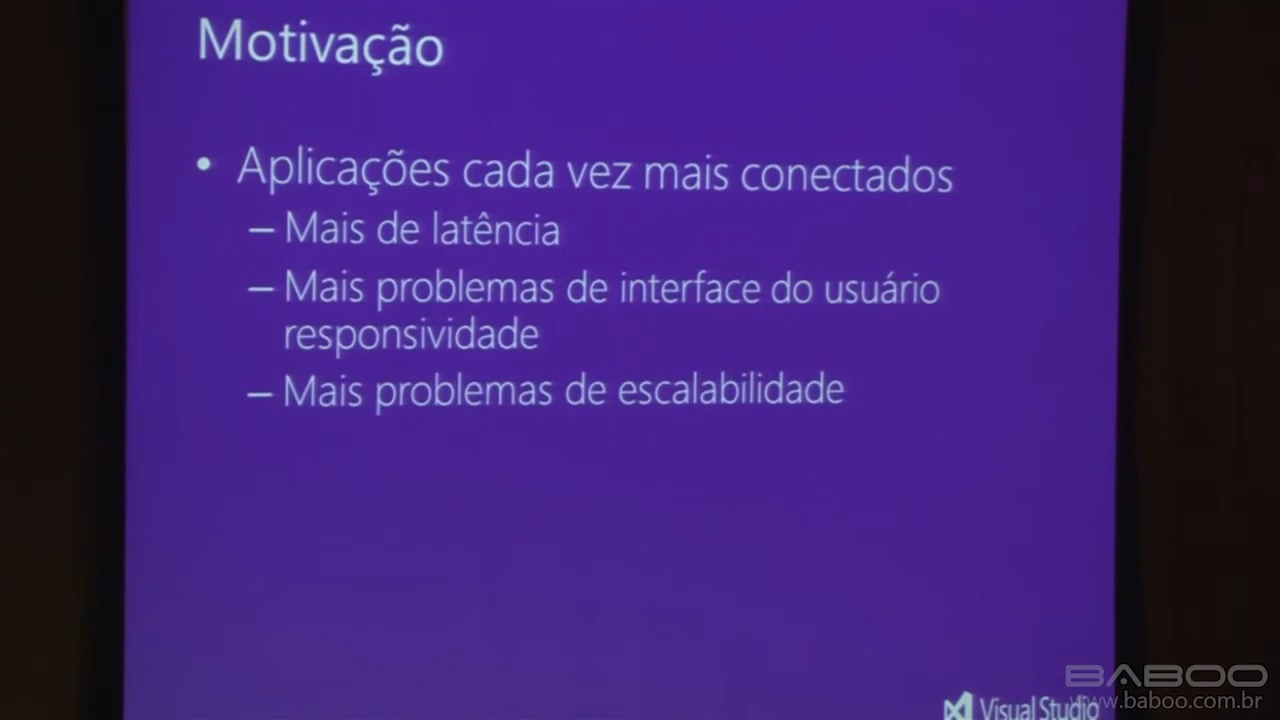 Motivação
• Aplicações cada vez mais conectados
– Mais de latência
– Mais problemas de interface do usuário
responsividade
– Mais problemas de escalabilidade
BABOO
www.baboo.com.br
Visual Studio